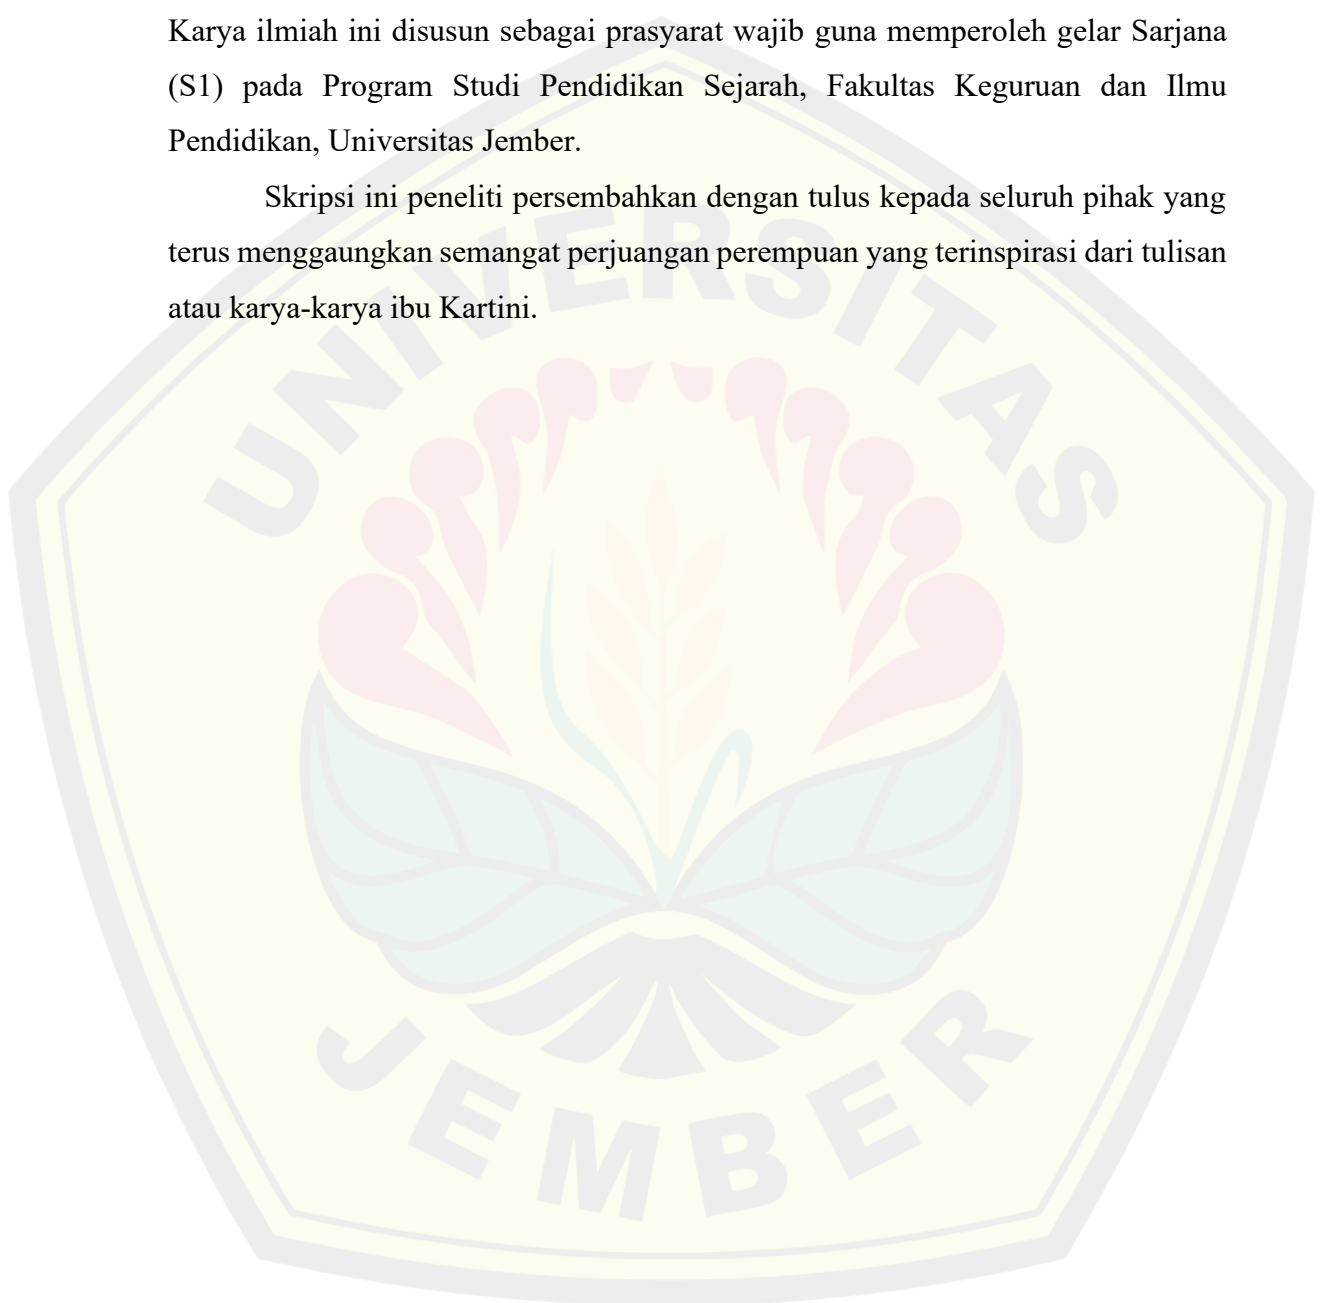 Karya ilmiah ini disusun sebagai prasyarat wajib guna memperoleh gelar Sarjana
(S1) pada Program Studi Pendidikan Sejarah, Fakultas Keguruan dan Ilmu
Pendidikan, Universitas Jember.
Skripsi ini peneliti persembahkan dengan tulus kepada seluruh pihak yang
terus menggaungkan semangat perjuangan perempuan yang terinspirasi dari tulisan
atau karya-karya ibu Kartini.
UNIVERSITAS
JEMBER